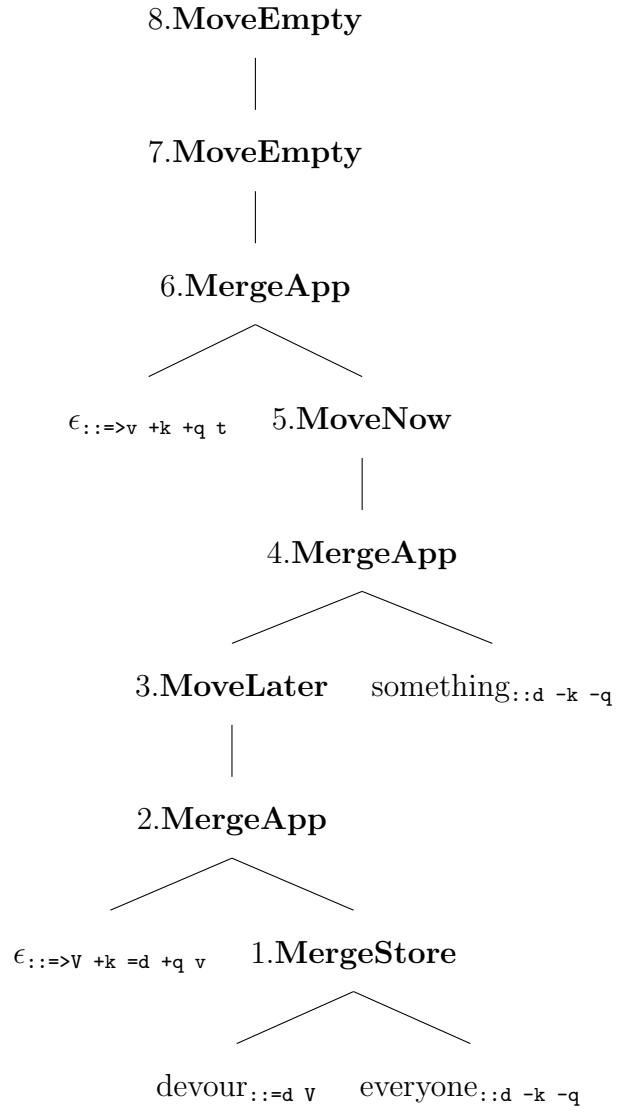 8.MoveEmpty
7.MoveEmpty
6.MergeApp
ϵ::=>v +k +q t 5.MoveNow
4.MergeApp
3.MoveLater something::d -k -q
2.MergeApp
ϵ::=>V +k =d +q v 1.MergeStore
devour::=d V everyone::d -k -q